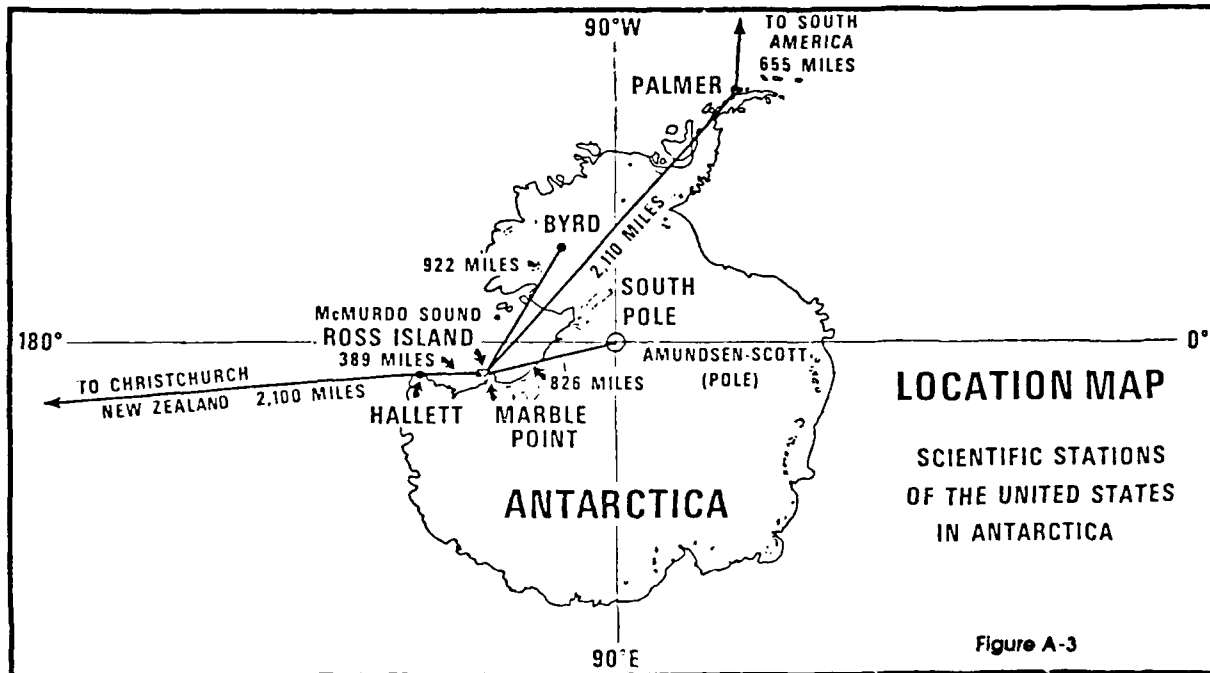 90°W
TO SOUTH
AMERICA
655 MILES
PALMER
BYRD
2,110 MILES
922 MILES
SOUTH
POLE
McMURDO SOUND
ROSS ISLAND
180°
0°
389 MILES
AMUNDSEN-SCOTT
(POLE)
826 MILES
TO CHRISTCHURCH
NEW ZEALAND 2,100 MILES
HALLETT
MARBLE
POINT
LOCATION MAP
SCIENTIFIC STATIONS
OF THE UNITED STATES
IN ANTARCTICA
ANTARCTICA
90°E
Figure A-3